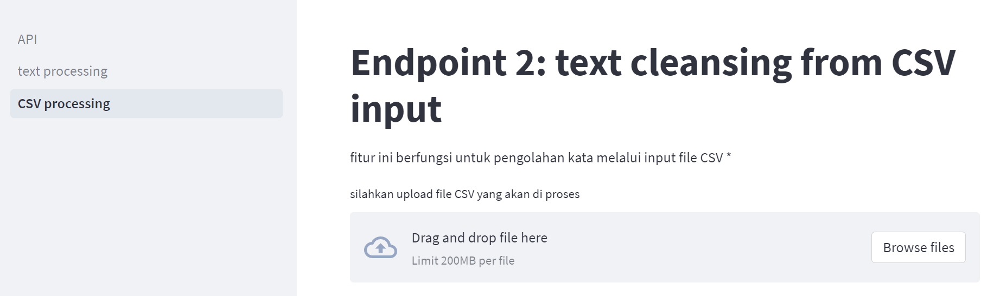 API
text processing
CSV processing
Endpoint 2: text cleansing from CSV
input
fitur ini berfungsi untuk pengolahan kata melalui input file CSV *
silahkan upload file CSV yang akan di proses
Drag and drop file here
Limit 200MB per file
Browse files